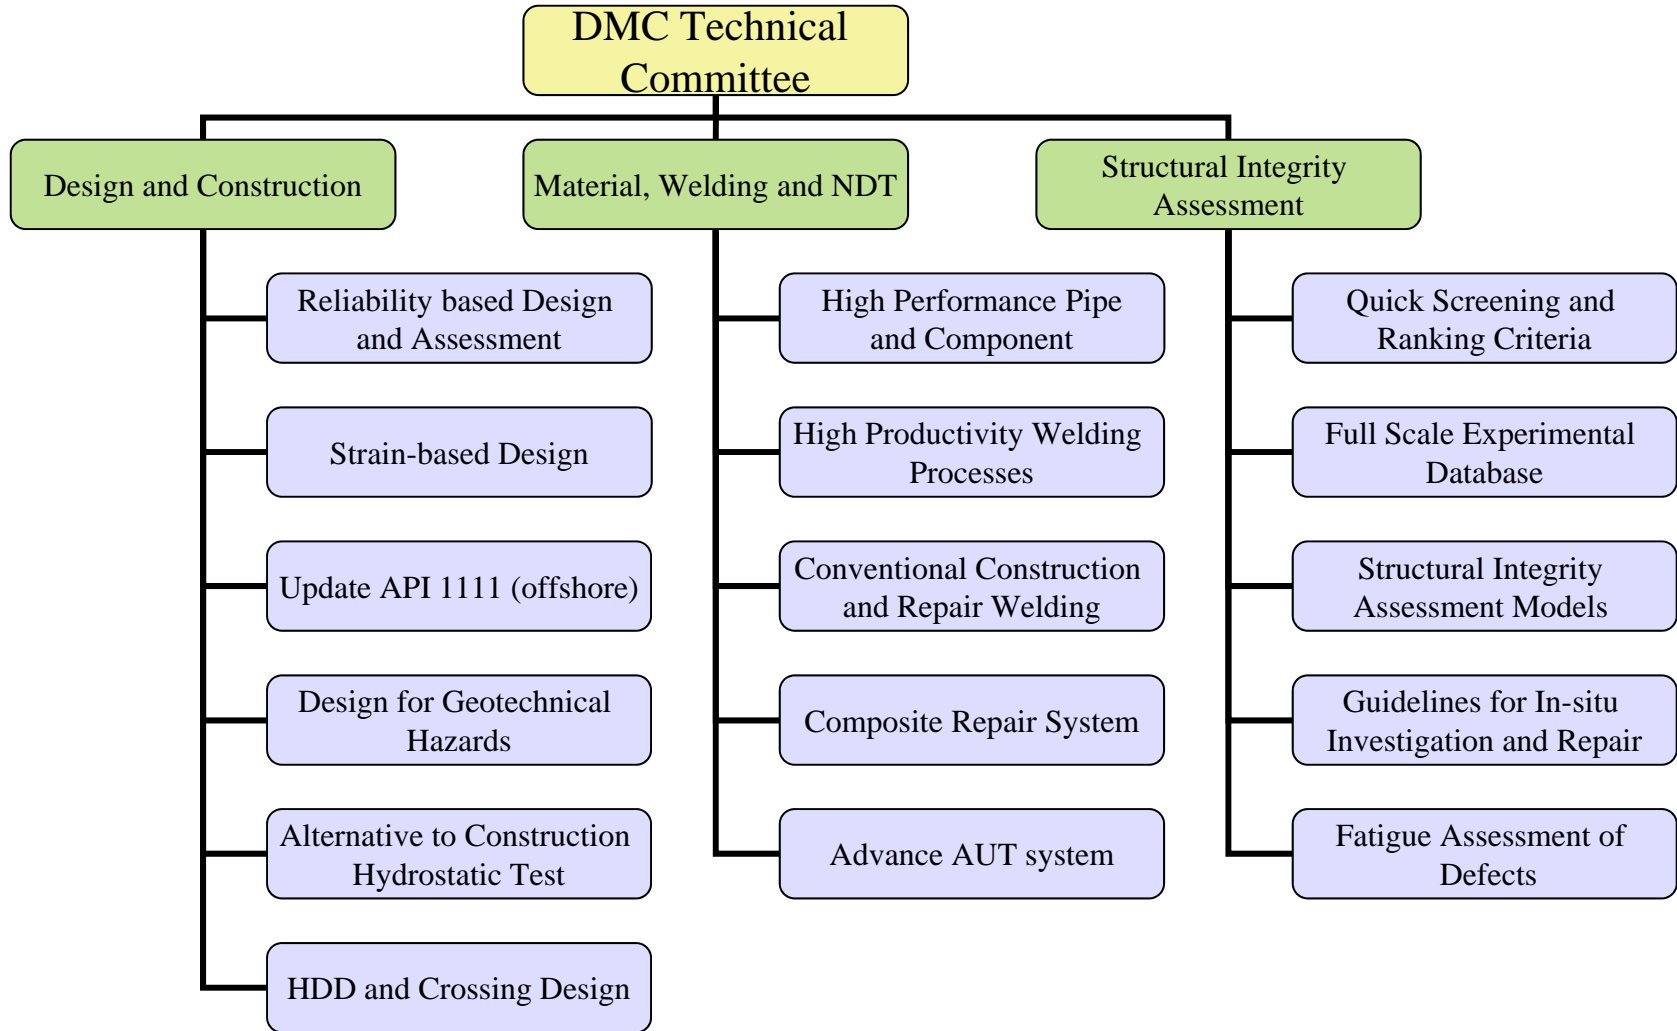 DMC Technical
Committee
Design and Construction
Material, Welding and NDT
Structural Integrity
Assessment
Reliability based Design
and Assessment
Strain-based Design
Update API 1111 (offshore)
Design for Geotechnical
Hazards
Alternative to Construction
Hydrostatic Test
HDD and Crossing Design
High Performance Pipe
and Component
High Productivity Welding
Processes
Conventional Construction
and Repair Welding
Composite Repair System
Advance AUT system
Quick Screening and
Ranking Criteria
Full Scale Experimental
Database
Structural Integrity
Assessment Models
Guidelines for In-situ
Investigation and Repair
Fatigue Assessment of
Defects